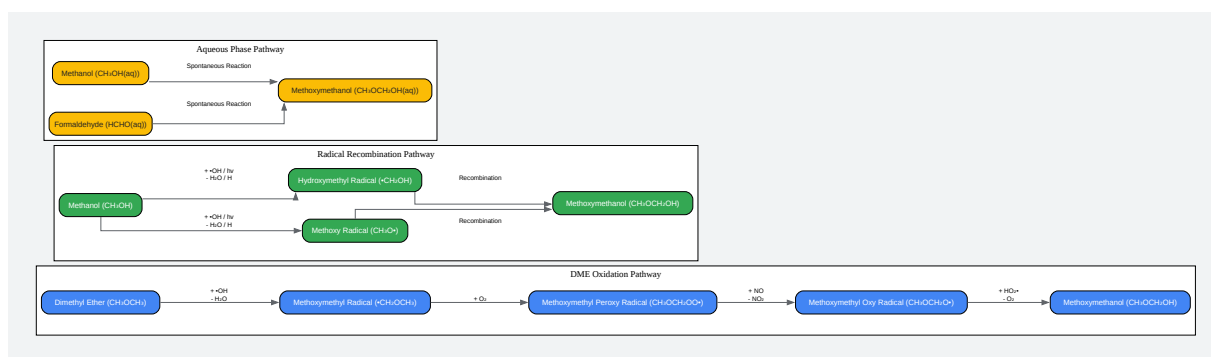 Aqueous Phase Pathway
Methanol (CH₃OH(aq))
Spontaneous Reaction
Methoxymethanol (CH₃OCH₂OH(aq))
Spontaneous Reaction
Formaldehyde (HCHO(aq))
Radical Recombination Pathway
+ •OH / hν
- H₂O / H
Hydroxymethyl Radical (•CH₂OH)
Recombination
Methanol (CH₃OH)
Methoxymethanol (CH₃OCH₂OH)
+ •OH / hν
- H₂O / H
Methoxy Radical (CH₃O•)
Recombination
DME Oxidation Pathway
Dimethyl Ether (CH₃OCH₃)
+ •OH
- H₂O
Methoxymethyl Radical (•CH₂OCH₃)
+ O₂
Methoxymethyl Peroxy Radical (CH₃OCH₂OO•)
+ NO
- NO₂
Methoxymethyl Oxy Radical (CH₃OCH₂O•)
+ HO₂•
- O₂
Methoxymethanol (CH₃OCH₂OH)